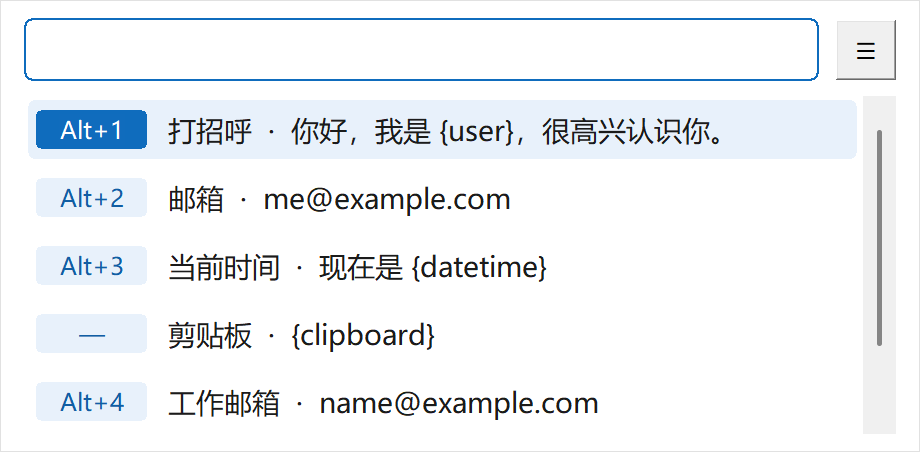 ☰
Alt+1 打招呼 · 你好，我是 {user}，很高兴认识你。
Alt+2 邮箱 · me@example.com
Alt+3 当前时间 · 现在是 {datetime}
— 剪贴板 · {clipboard}
Alt+4 工作邮箱 · name@example.com